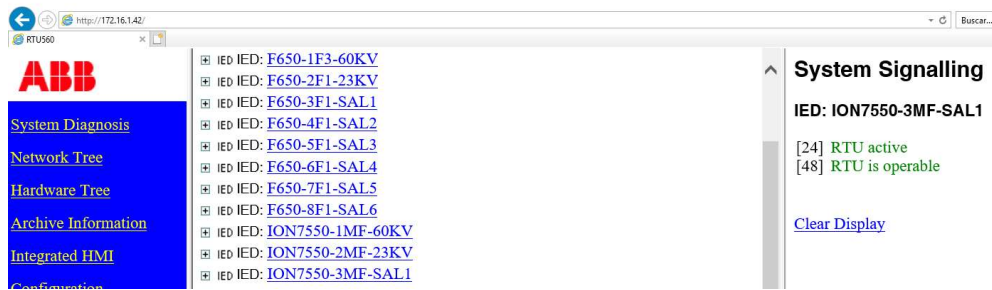 http://172.16.1.42/
Buscar...
RTU560
ABB
System Diagnosis
Network Tree
Hardware Tree
Archive Information
Integrated HMI
Configuration
IED IED: F650-1F3-60KV
IED IED: F650-2F1-23KV
IED IED: F650-3F1-SAL1
IED IED: F650-4F1-SAL2
IED IED: F650-5F1-SAL3
IED IED: F650-6F1-SAL4
IED IED: F650-7F1-SAL5
IED IED: F650-8F1-SAL6
IED IED: ION7550-1MF-60KV
IED IED: ION7550-2MF-23KV
IED IED: ION7550-3MF-SAL1
System Signalling
IED: ION7550-3MF-SAL1
[24] RTU active
[48] RTU is operable
Clear Display